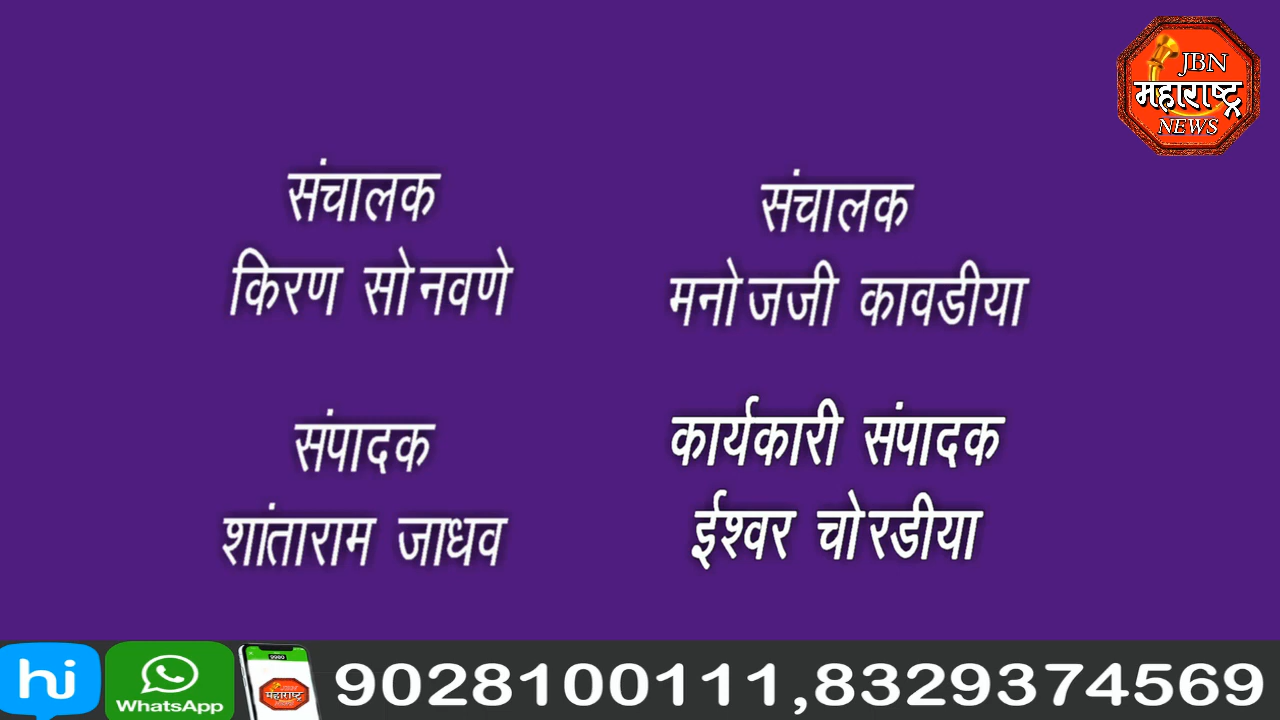 JBN
महाराष्ट्र
NEWS
संचालक
किरण सोनवणे
संचालक
मनोजजी कावडीया
संपादक
शांताराम जाधव
कार्यकारी संपादक
ईश्वर चोरडीया
hi
WhatsApp
महाराष्ट्र
9028100111,8329374569